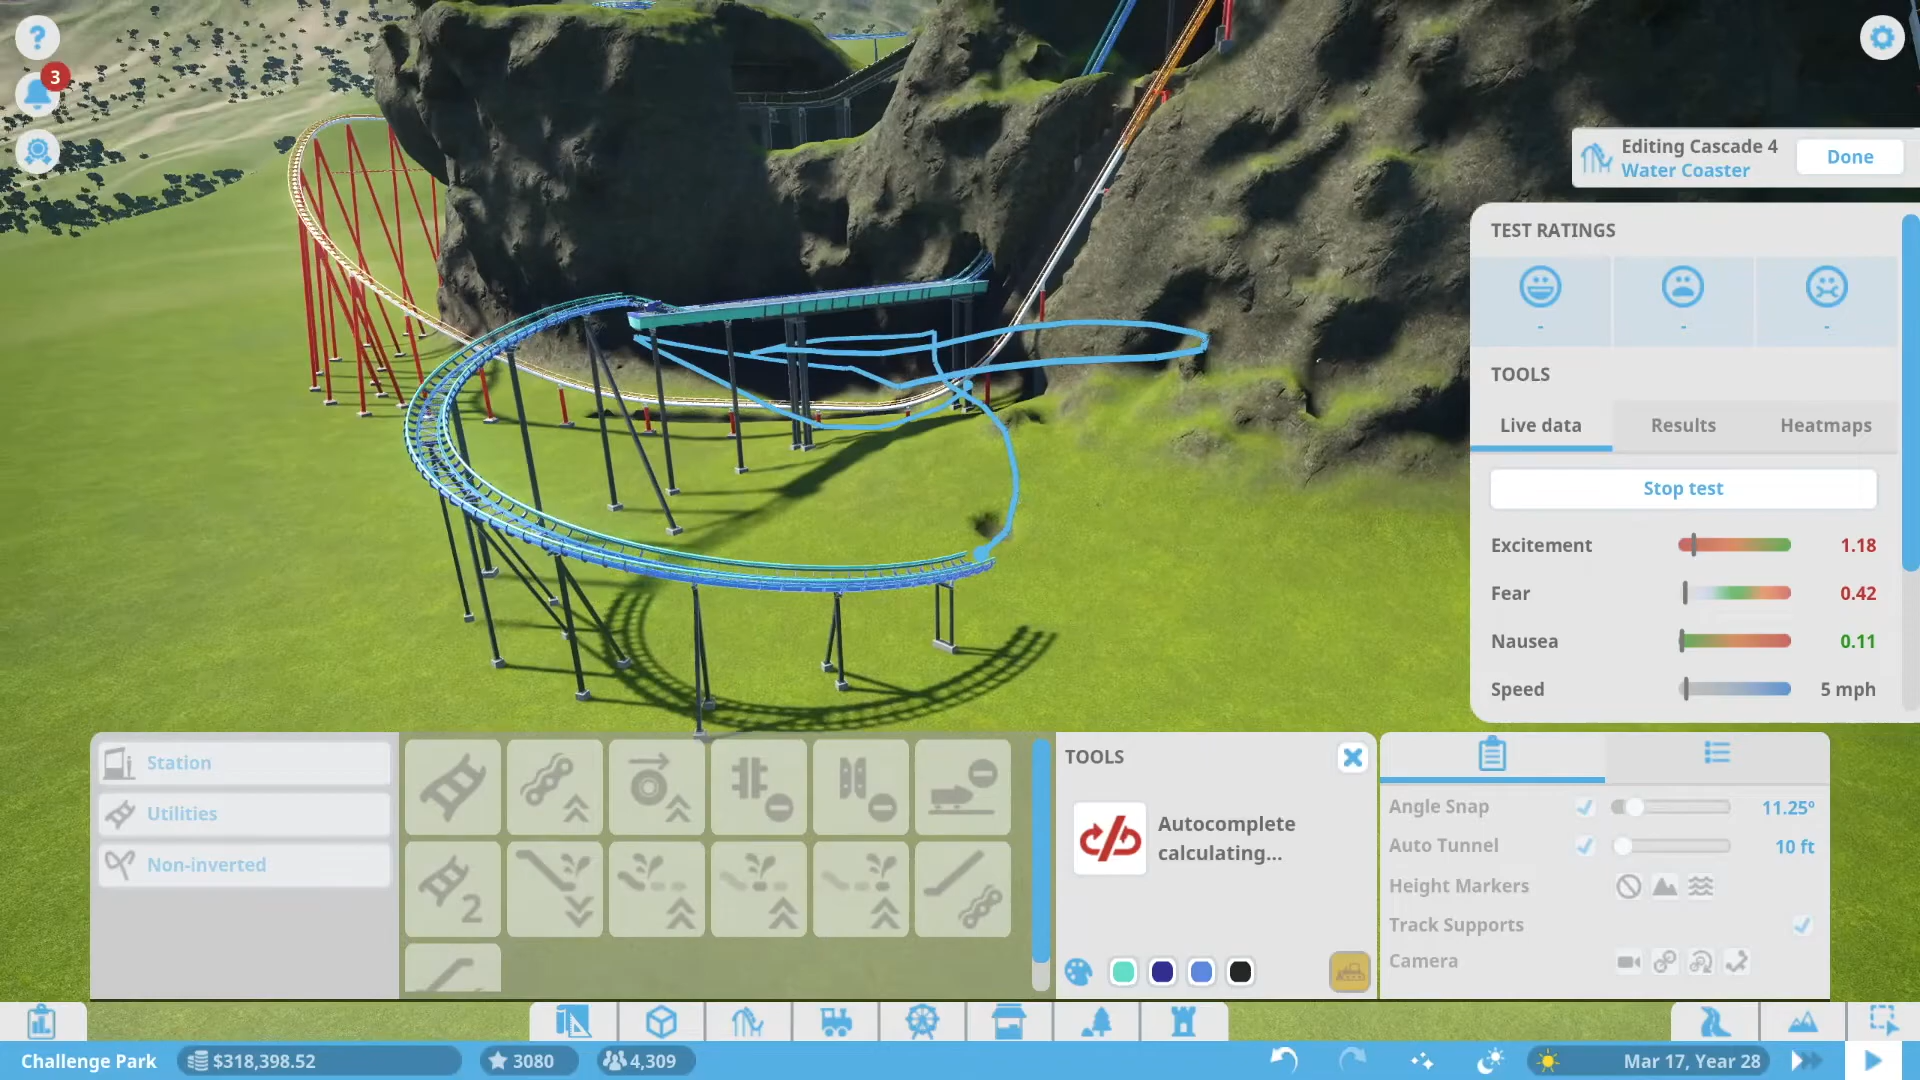 ?
3
Editing Cascade 4
Water Coaster
Done
TEST RATINGS
- - -
TOOLS
Live data
Results
Heatmaps
Stop test
Excitement 1.18
Fear 0.42
Nausea 0.11
Speed 5 mph
Station
Utilities
Non-inverted
2
TOOLS
Autocomplete
calculating...
Angle Snap 11.25°
Auto Tunnel 10 ft
Height Markers
Track Supports
Camera
Challenge Park
$318,398.52
3080
4,309
Mar 17, Year 28